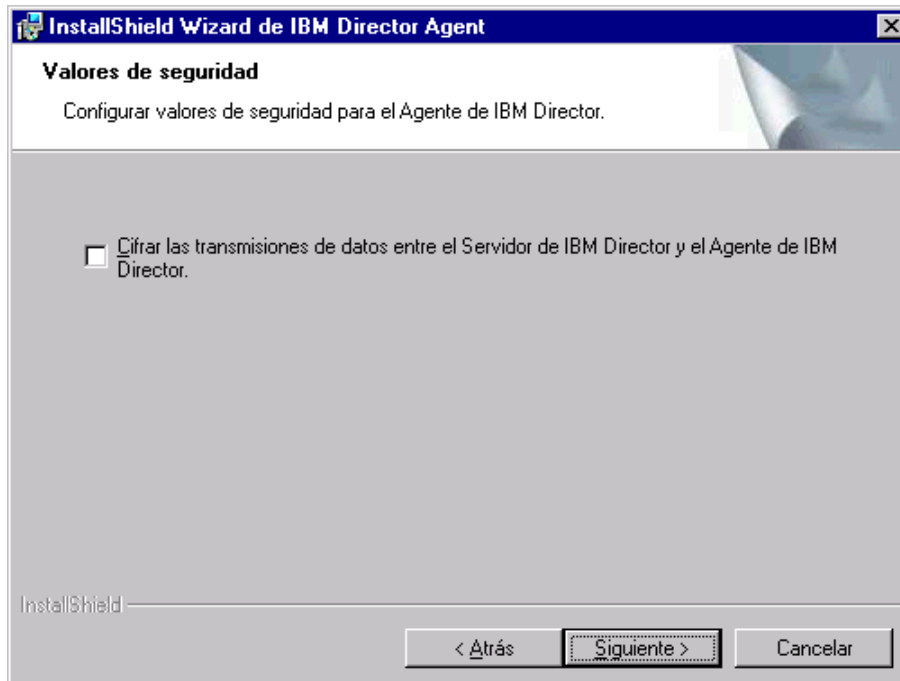 InstallShield Wizard de IBM Director Agent
Valores de seguridad
Configurar valores de seguridad para el Agente de IBM Director.
Cifrar las transmisiones de datos entre el Servidor de IBM Director y el Agente de IBM
Director.
InstallShield
< Atrás Siguiente > Cancelar